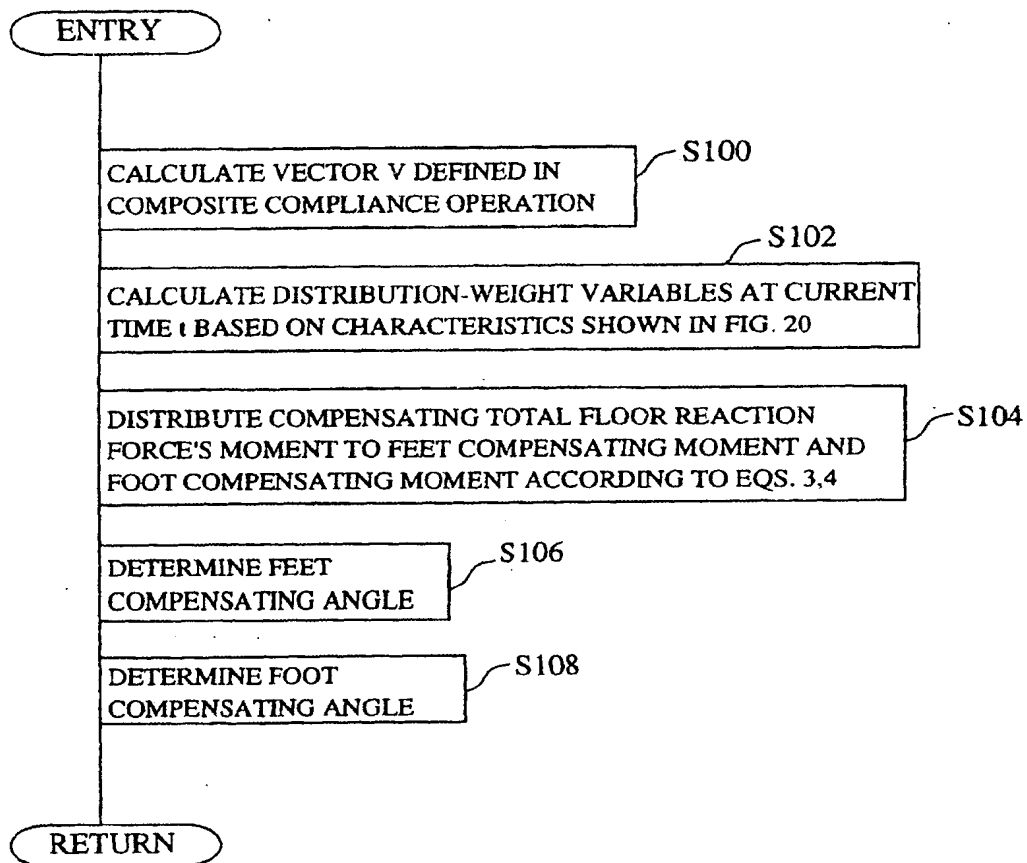 ENTRY
S100
CALCULATE VECTOR V DEFINED IN
COMPOSITE COMPLIANCE OPERATION
S102
CALCULATE DISTRIBUTION-WEIGHT VARIABLES AT CURRENT
TIME t BASED ON CHARACTERISTICS SHOWN IN FIG. 20
S104
DISTRIBUTE COMPENSATING TOTAL FLOOR REACTION
FORCE'S MOMENT TO FEET COMPENSATING MOMENT AND
FOOT COMPENSATING MOMENT ACCORDING TO EQS. 3,4
S106
DETERMINE FEET
COMPENSATING ANGLE
S108
DETERMINE FOOT
COMPENSATING ANGLE
RETURN